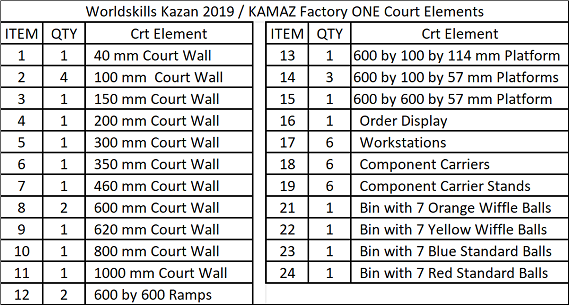 Worldskills Kazan 2019 / KAMAZ Factory ONE Court Elements
ITEM QTY Crt Element
1 1 40 mm Court Wall
2 4 100 mm  Court Wall
3 1 150 mm Court Wall
4 1 200 mm Court Wall
5 1 300 mm Court Wall
6 1 350 mm Court Wall
7 1 460 mm Court Wall
8 2 600 mm Court Wall
9 1 620 mm Court Wall
10 1 800 mm Court Wall
11 1 1000 mm Court Wall
12 2 600 by 600 Ramps
ITEM QTY Crt Element
13 1 600 by 100 by 114 mm Platform
14 3 600 by 100 by 57 mm Platforms
15 1 600 by 600 by 57 mm Platform
16 1 Order Display
17 6 Workstations
18 6 Component Carriers
19 6 Component Carrier Stands
21 1 Bin with 7 Orange Wiffle Balls
22 1 Bin with 7 Yellow Wiffle Balls
23 1 Bin with 7 Blue Standard Balls
24 1 Bin with 7 Red Standard Balls